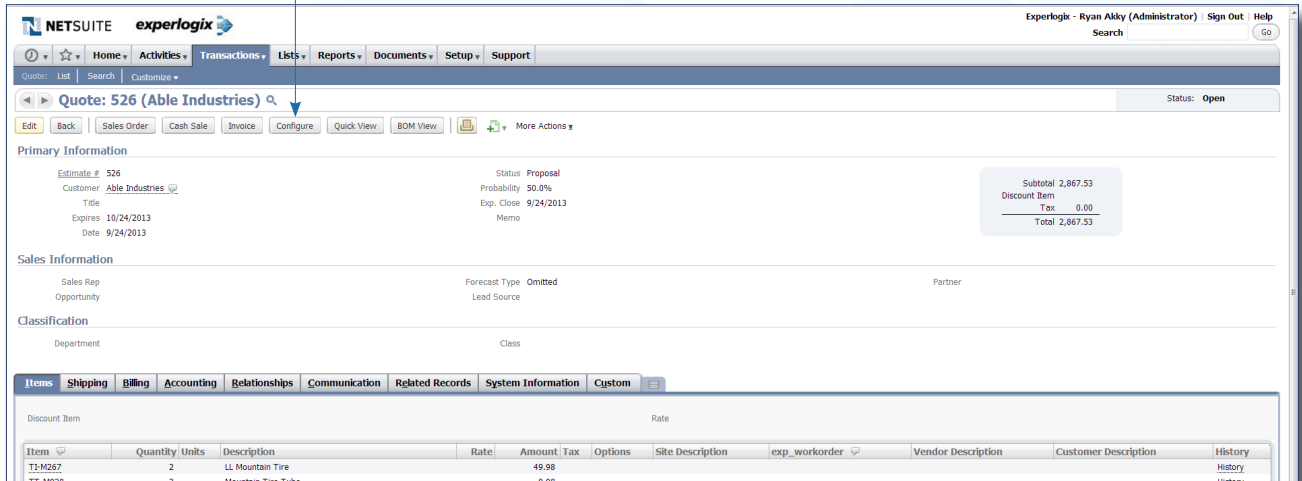 NETSUITE experlogix Experlogix - Ryan Akky (Administrator) | Sign Out | Help
Search Go
Home Activities Transactions Lists Reports Documents Setup Support
Quote: List Search Customize
Quote: 526 (Able Industries) Status: Open
Edit Back Sales Order Cash Sale Invoice Configure Quick View BOM View More Actions
Primary Information
Estimate # 526 Status Proposal
Customer Able Industries Probability 50.0% Subtotal 2,867.53
Title Exp. Close 9/24/2013 Discount Item
Expires 10/24/2013 Memo Tax 0.00
Date 9/24/2013 Total 2,867.53
Sales Information
Sales Rep Forecast Type Omitted Partner
Opportunity Lead Source
Classification
Department Class
Items Shipping Billing Accounting Relationships Communication Related Records System Information Custom
Discount Item Rate
Item Quantity Units Description Rate Amount Tax Options Site Description exp_workorder Vendor Description Customer Description History
TI-M267 2 LL Mountain Tire 49.98 History
Mountain Tire Tube History